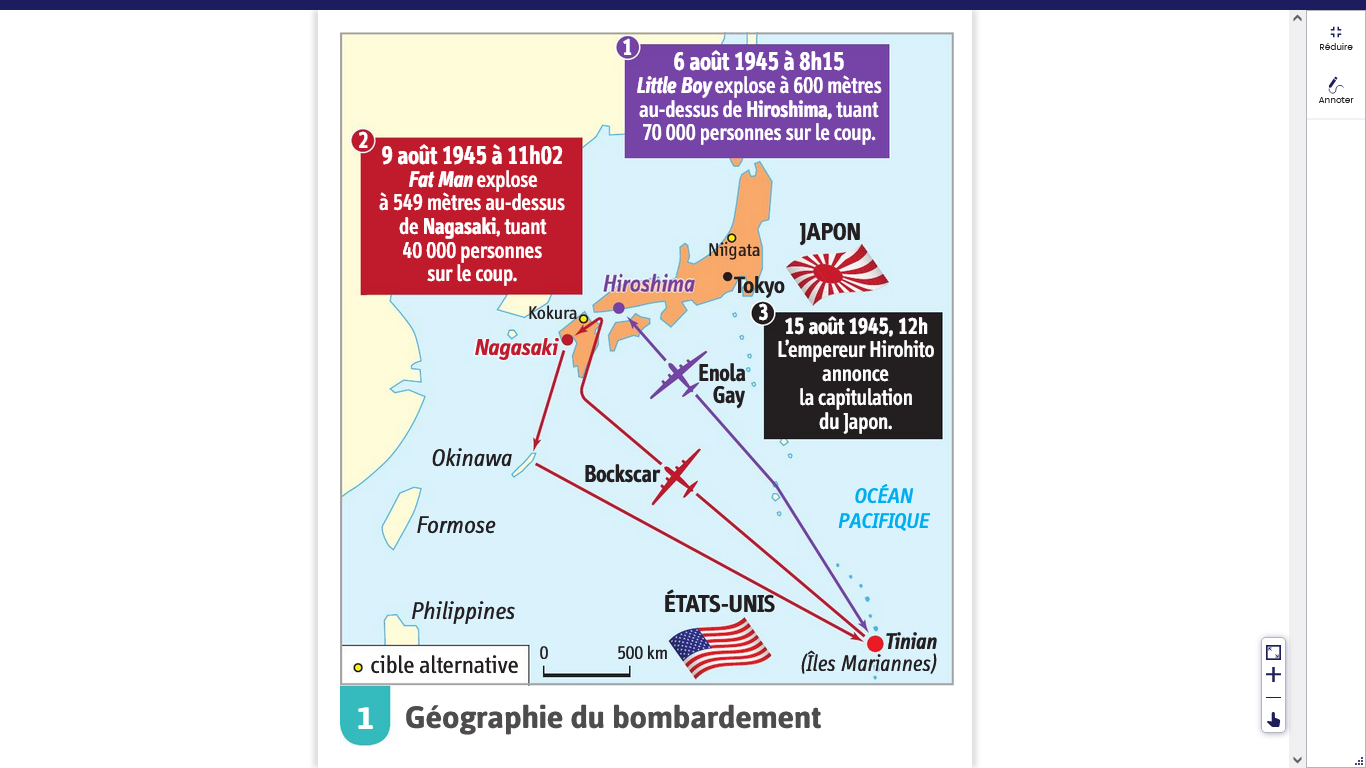 Réduire
Annoter
1
6 août 1945 à 8h15
Little Boy explose à 600 mètres
au-dessus de Hiroshima, tuant
70 000 personnes sur le coup.
2
9 août 1945 à 11h02
Fat Man explose
à 549 mètres au-dessus
de Nagasaki, tuant
40 000 personnes
sur le coup.
JAPON
Niigata
Tokyo
Hiroshima
Kokura
Nagasaki
3
15 août 1945, 12h
L'empereur Hirohito
annonce
la capitulation
du Japon.
Enola
Gay
Bockscar
Okinawa
OCÉAN
PACIFIQUE
Formose
Philippines
ÉTATS-UNIS
Tinian
(Îles Mariannes)
cible alternative
0 500 km
1 Géographie du bombardement